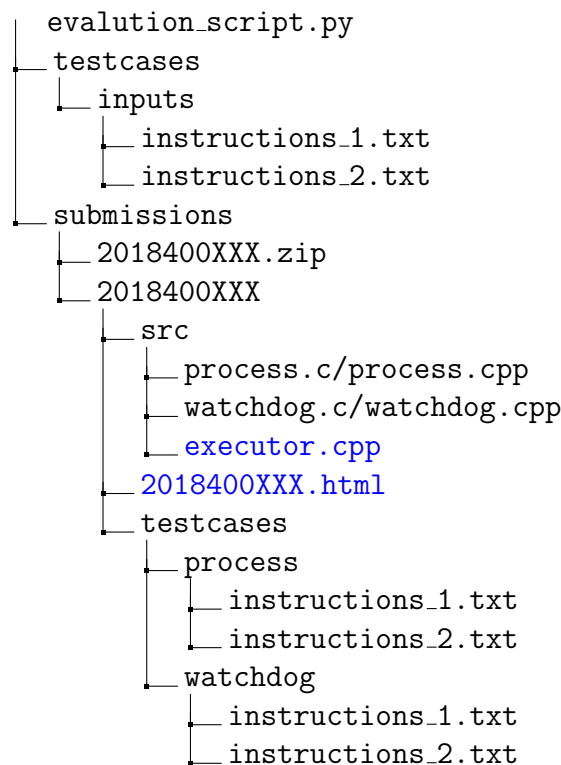 evalution_script.py
testcases
inputs
instructions_1.txt
instructions_2.txt
submissions
2018400XXX.zip
2018400XXX
src
process.c/process.cpp
watchdog.c/watchdog.cpp
executor.cpp
2018400XXX.html
testcases
process
instructions_1.txt
instructions_2.txt
watchdog
instructions_1.txt
instructions_2.txt